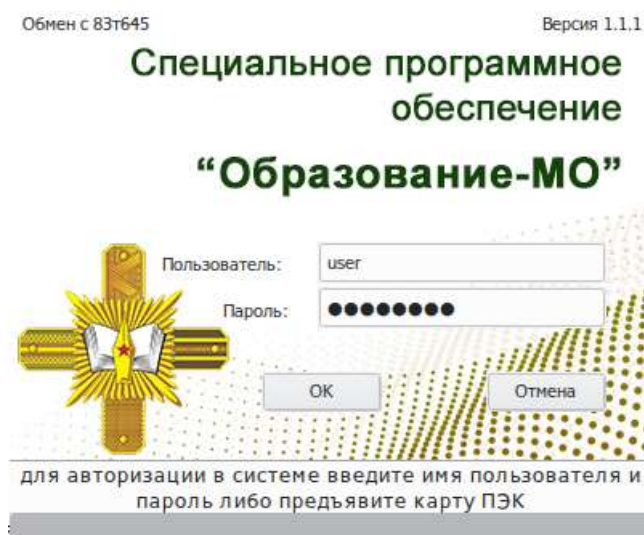 Обмен с 83т645
Версия 1.1.1
Специальное программное
обеспечение
“Образование-МО”
Пользователь:
user
Пароль:
●●●●●●●●
OK
Отмена
для авторизации в системе введите имя пользователя и
пароль либо предъявите карту ПЭК